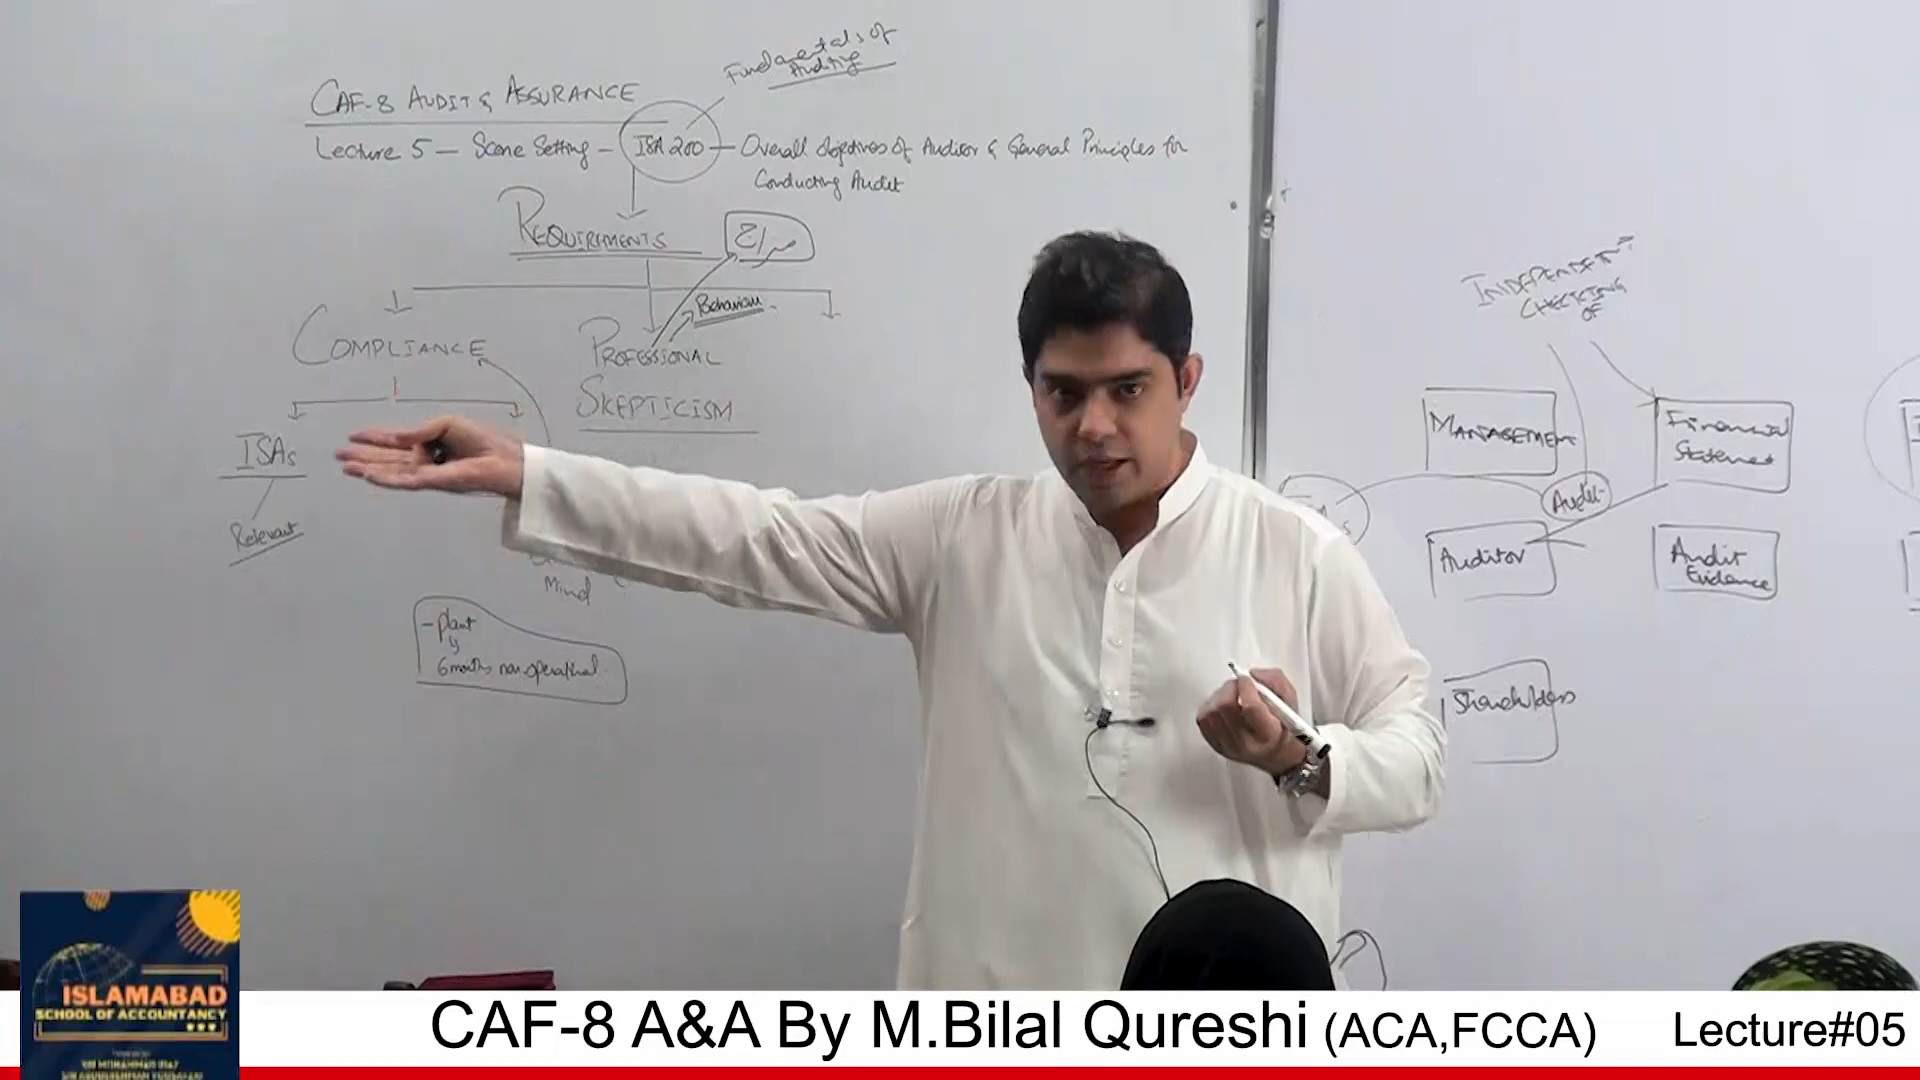 Fundamentals of
Auditing
CAF-8 AUDIT & ASSURANCE
Lecture 5 — Scene Setting — ISA 200 — Overall Objectives of Auditor & General Principles for
Conducting Audit
REQUIREMENTS
مزاج
Behaviour
COMPLIANCE
PROFESSIONAL
SKEPTICISM
ISAs
Relevant
Mind
- plant
6 months non-operational
INDEPENDENT
CHECKING
OF
MANAGEMENT
Financial
Statement
Audit
Auditor
Audit
Evidence
Shareholders
ISLAMABAD
SCHOOL OF ACCOUNTANCY
CAF-8 A&A By M.Bilal Qureshi (ACA,FCCA) Lecture#05